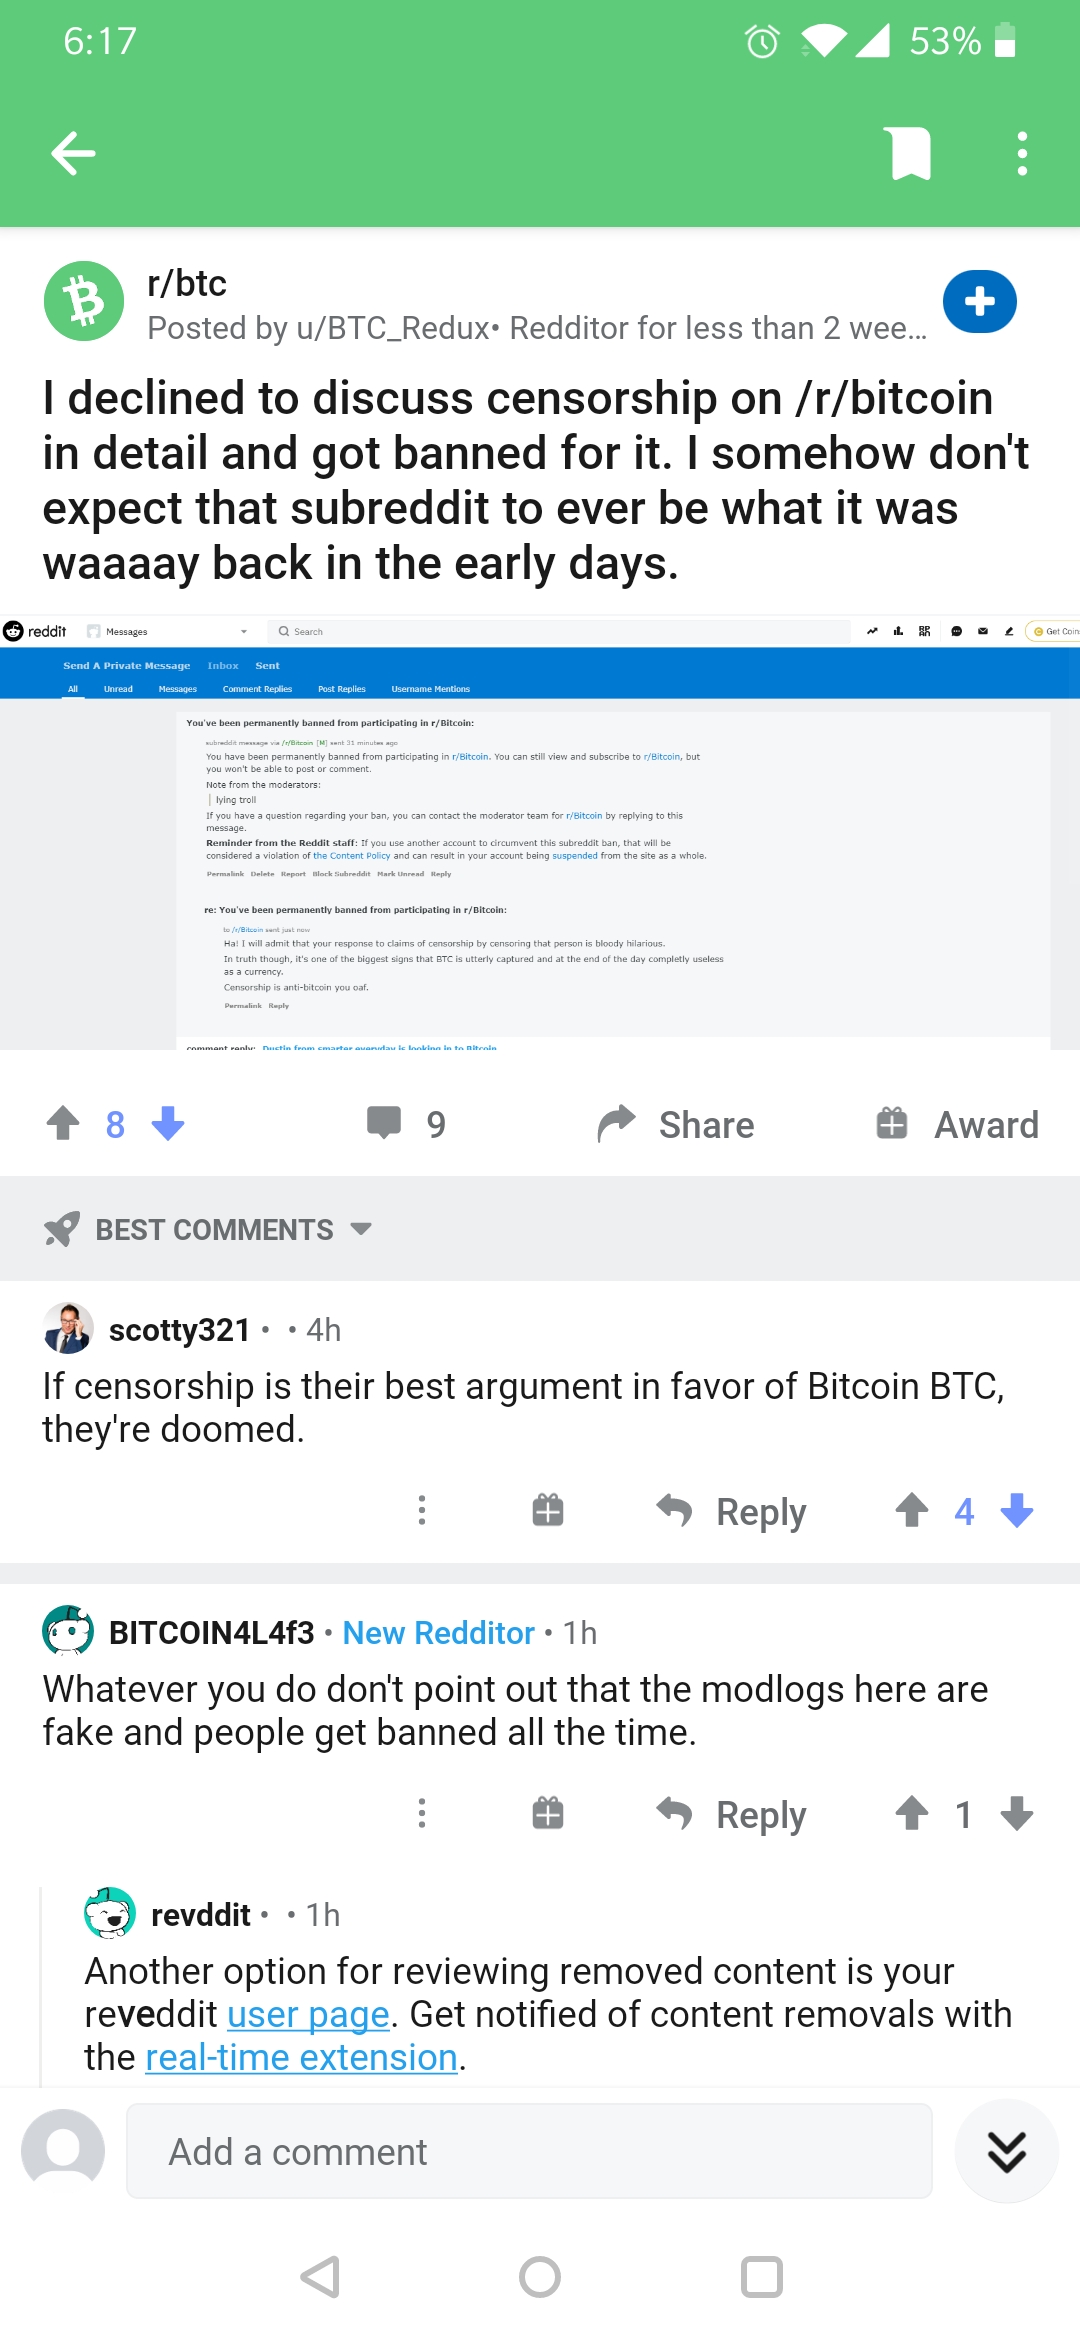 6:17
53%
r/btc
Posted by u/BTC_Redux• Redditor for less than 2 wee...
I declined to discuss censorship on /r/bitcoin
in detail and got banned for it. I somehow don't
expect that subreddit to ever be what it was
waaaay back in the early days.
reddit Messages Search Get Coin
Send A Private Message Inbox Sent
All Unread Messages Comment Replies Post Replies Username Mentions
You've been permanently banned from participating in r/Bitcoin:
subreddit message via /r/Bitcoin [M] sent 31 minutes ago
You have been permanently banned from participating in r/Bitcoin. You can still view and subscribe to r/Bitcoin, but
you won't be able to post or comment.
Note from the moderators:
lying troll
If you have a question regarding your ban, you can contact the moderator team for r/Bitcoin by replying to this
message.
Reminder from the Reddit staff: If you use another account to circumvent this subreddit ban, that will be
considered a violation of the Content Policy and can result in your account being suspended from the site as a whole.
Permalink Delete Report Block Subreddit Mark Unread Reply
re: You've been permanently banned from participating in r/Bitcoin:
to /r/Bitcoin sent just now
Ha! I will admit that your response to claims of censorship by censoring that person is bloody hilarious.
In truth though, it's one of the biggest signs that BTC is utterly captured and at the end of the day completly useless
as a currency.
Censorship is anti-bitcoin you oaf.
Permalink Reply
comment reply: Dustin from smarter everyday is looking in to Bitcoin
8 9 Share Award
BEST COMMENTS
scotty321 • • 4h
If censorship is their best argument in favor of Bitcoin BTC,
they're doomed.
Reply 4
BITCOIN4L4f3 • New Redditor • 1h
Whatever you do don't point out that the modlogs here are
fake and people get banned all the time.
Reply 1
revddit • • 1h
Another option for reviewing removed content is your
reveddit user page. Get notified of content removals with
the real-time extension.
Add a comment